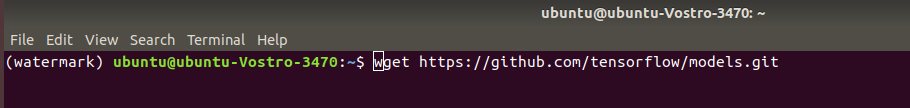 ubuntu@ubuntu-Vostro-3470: ~
File Edit View Search Terminal Help
(watermark) ubuntu@ubuntu-Vostro-3470:~$ wget https://github.com/tensorflow/models.git